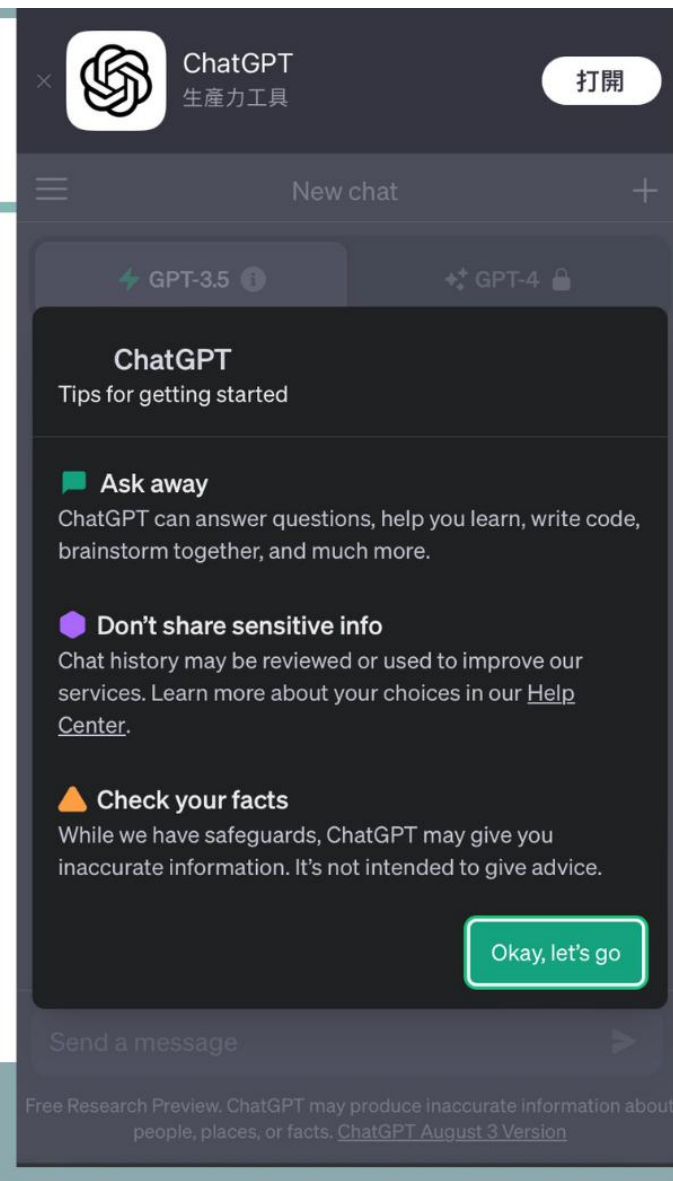 ChatGPT
生產力工具
打開
New chat
GPT-3.5
GPT-4
ChatGPT
Tips for getting started
Ask away
ChatGPT can answer questions, help you learn, write code,
brainstorm together, and much more.
Don’t share sensitive info
Chat history may be reviewed or used to improve our
services. Learn more about your choices in our Help
Center.
Check your facts
While we have safeguards, ChatGPT may give you
inaccurate information. It’s not intended to give advice.
Okay, let’s go
Send a message
Free Research Preview. ChatGPT may produce inaccurate information about
people, places, or facts. ChatGPT August 3 Version